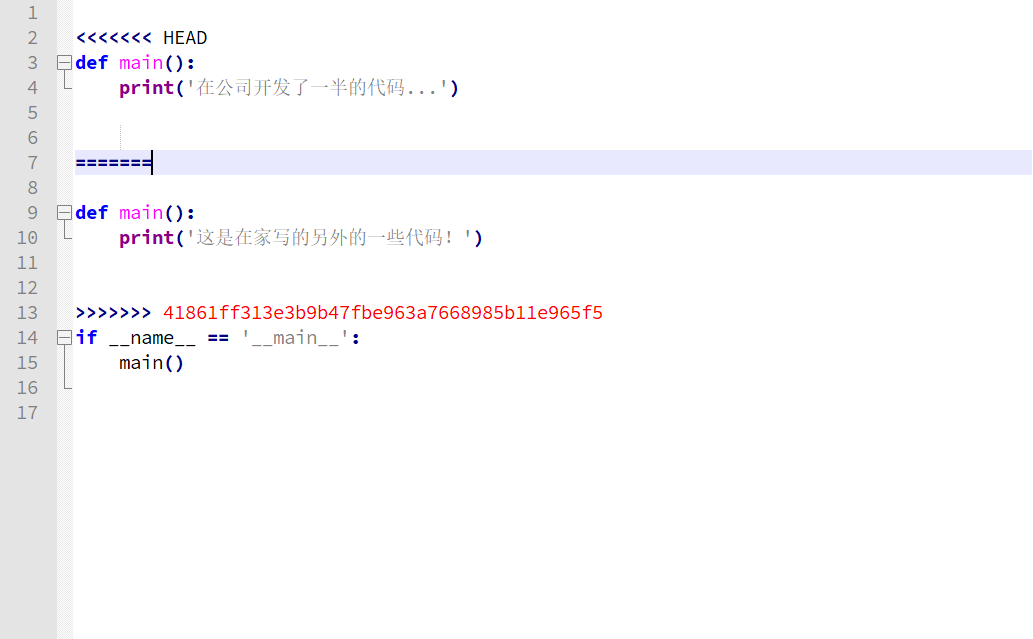 1
2 <<<<<<< HEAD
3 def main():
4 print('在公司开发了一半的代码...')
5
6
7 =======
8
9 def main():
10 print('这是在家写的另外的一些代码！')
11
12
13 >>>>>>> 41861ff313e3b9b47fbe963a7668985b11e965f5
14 if __name__ == '__main__':
15 main()
16
17